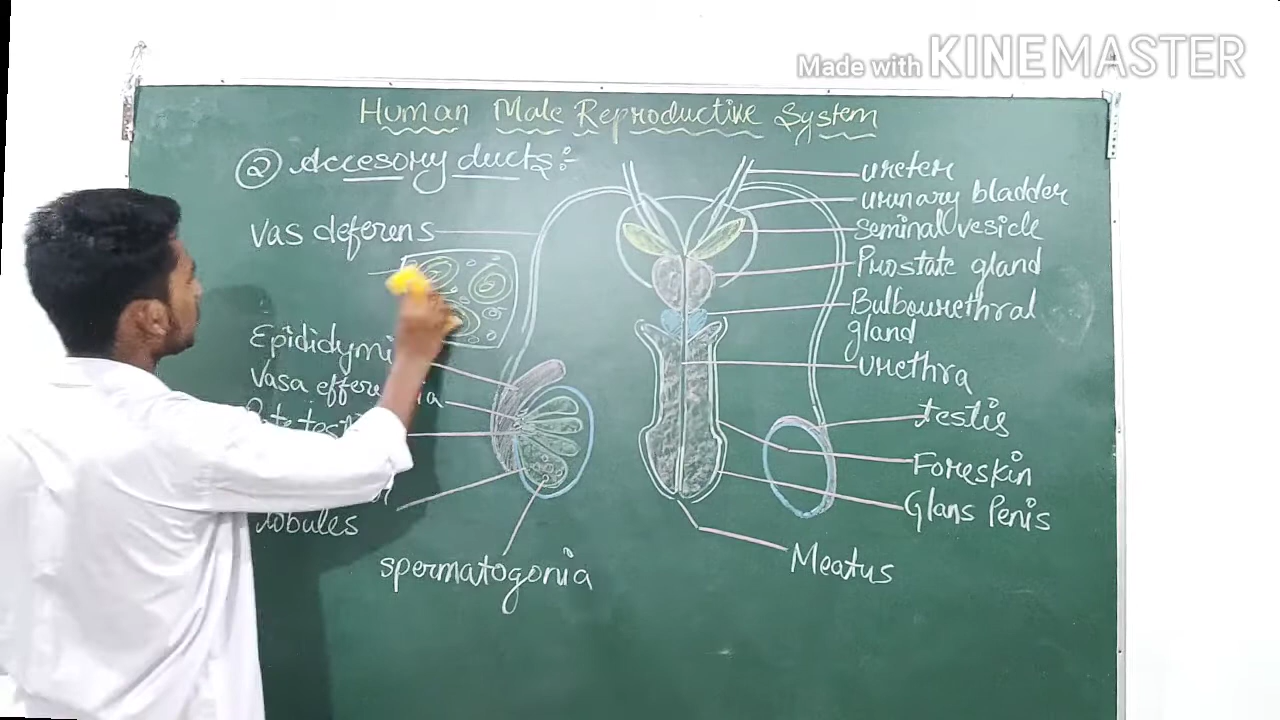 Made with KINEMASTER
Human Male Reproductive System
② Accesory ducts:-
Vas deferens
Vasa
lobules
spermatogonia
ureter
urinary bladder
Seminal vesicle
Prostate gland
Bulbourethral
gland
urethra
testis
Foreskin
Glans Penis
Meatus